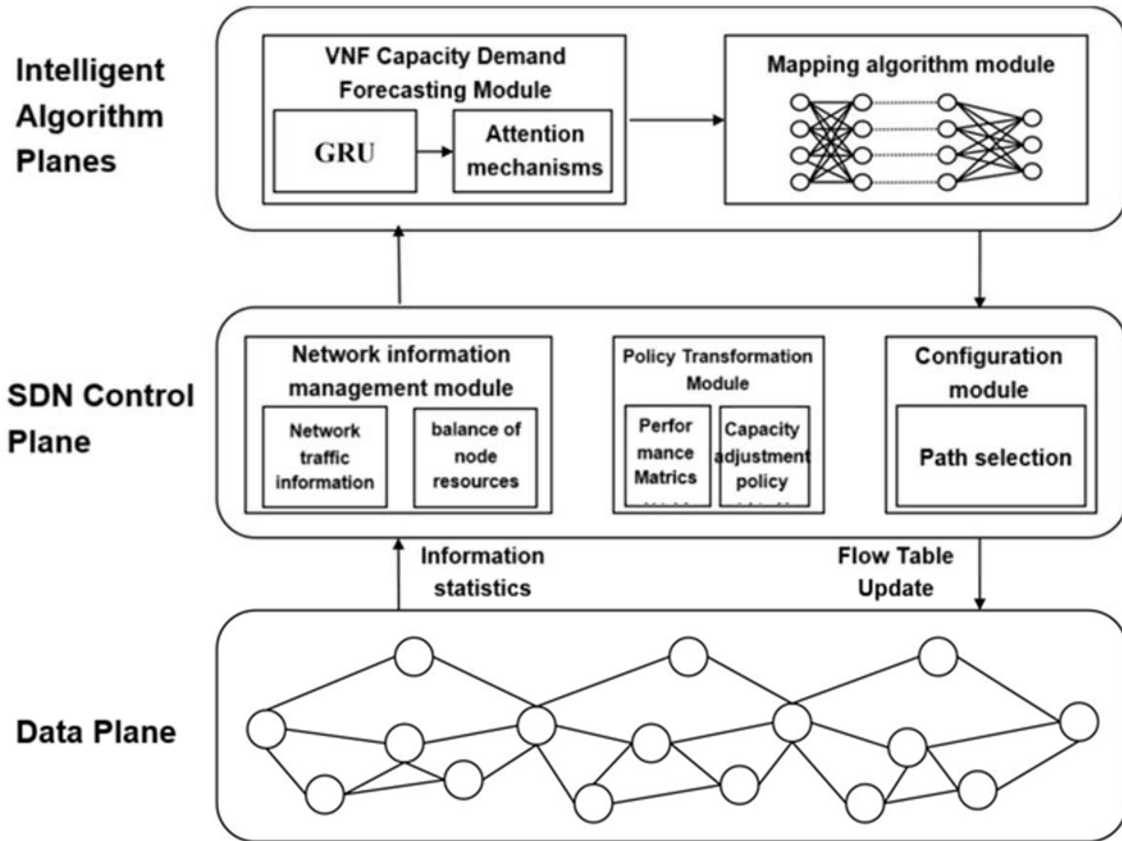 Intelligent
Algorithm
Planes
VNF Capacity Demand
Forecasting Module
GRU
Attention
mechanisms
Mapping algorithm module
SDN Control
Plane
Network information
management module
Network
traffic
information
balance of
node
resources
Policy Transformation
Module
Perfor
mance
Matrics
Capacity
adjustment
policy
Configuration
module
Path selection
Information
statistics
Flow Table
Update
Data Plane